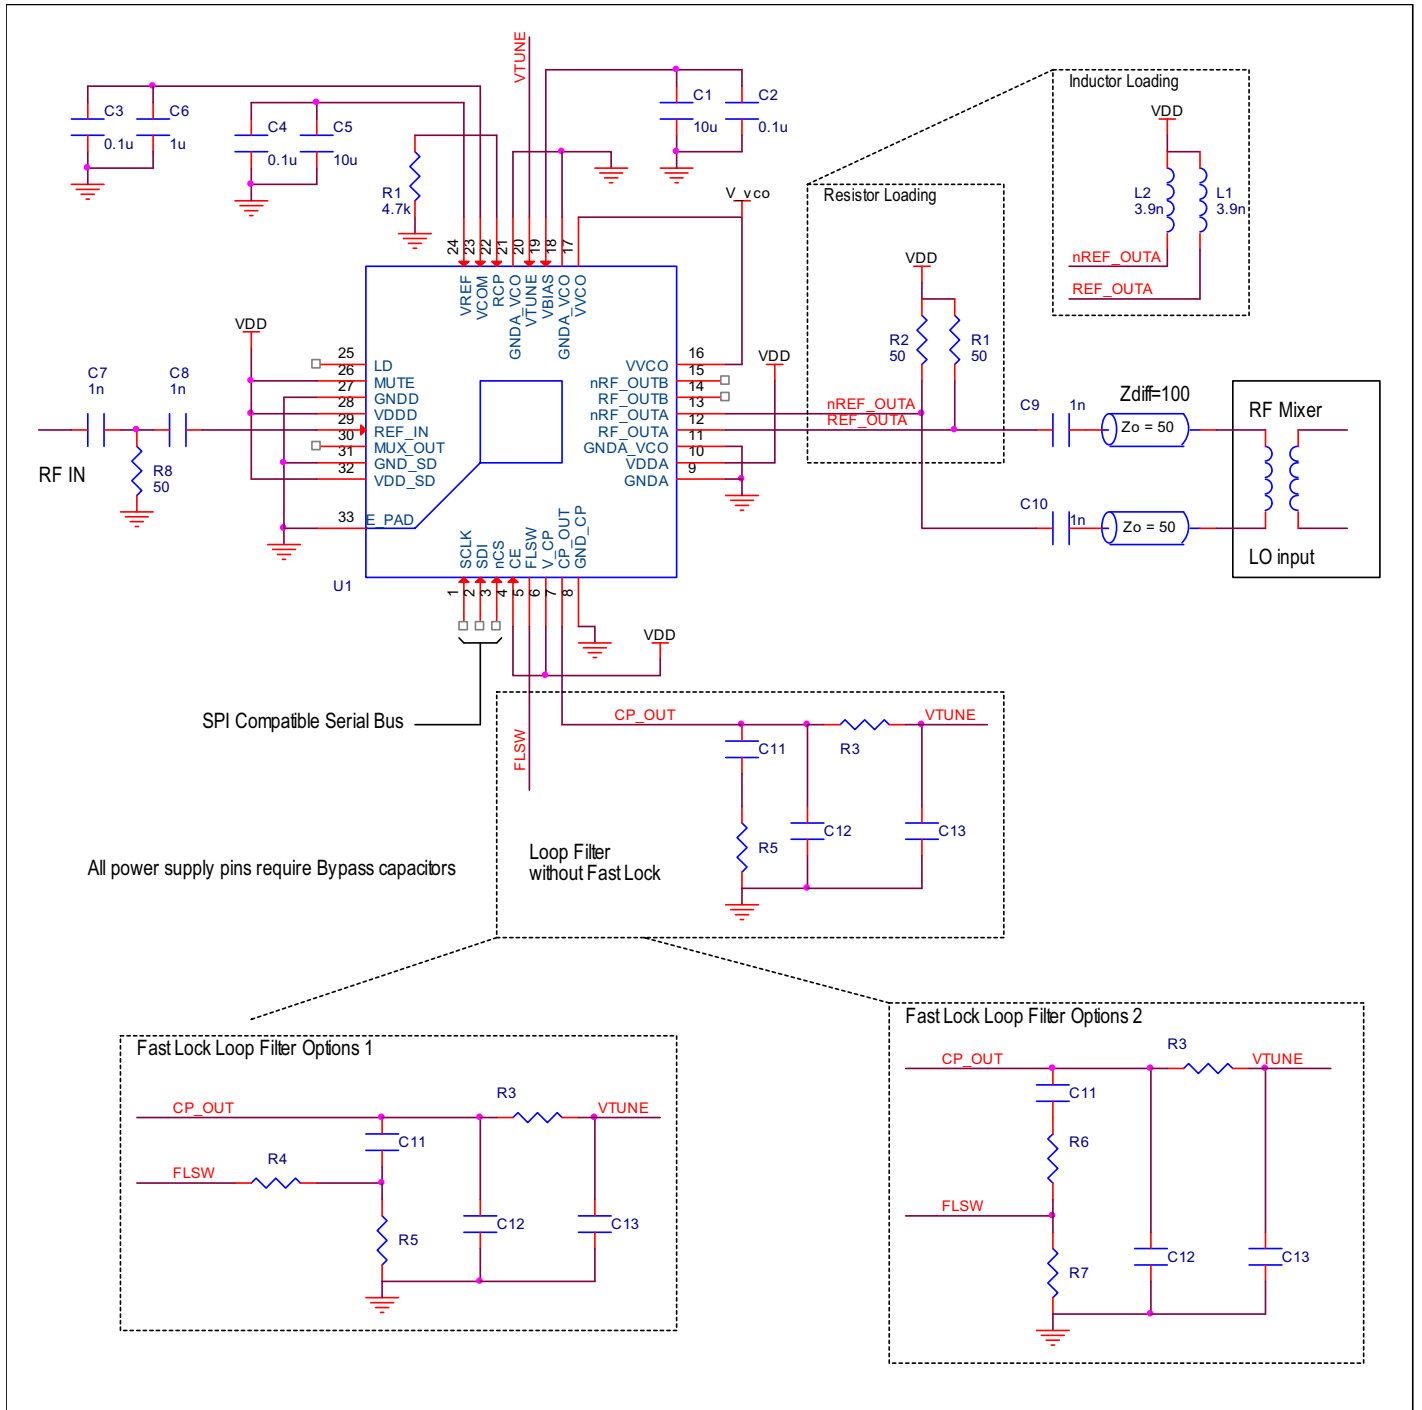 VTUNE
Inductor Loading
VDD
L2
3.9n
L1
3.9n
nREF_OUTA
REF_OUTA
C3
0.1u
C6
1u
C4
0.1u
C5
10u
C1
10u
C2
0.1u
R1
4.7k
V_vco
Resistor Loading
VDD
R2
50
R1
50
24
23
22
21
20
19
18
17
VREF
VCOM
RCP
GNDA_VCO
VTUNE
VBIAS
GNDA_VCO
VVCO
VDD
25
26
27
28
29
30
31
32
33
LD
MUTE
GNDD
VDDD
REF_IN
MUX_OUT
GND_SD
VDD_SD
E_PAD
16
15
14
13
12
11
10
9
VVCO
nRF_OUTB
RF_OUTB
nRF_OUTA
RF_OUTA
GNDA_VCO
VDDA
GNDA
VDD
nREF_OUTA
REF_OUTA
C7
1n
C8
1n
RF IN
R8
50
C9
1n
Zdiff=100
Zo = 50
C10
1n
Zo = 50
RF Mixer
LO input
U1
SCLK
SDI
nCS
CE
FLSW
V_CP
CP_OUT
GND_CP
1
2
3
4
5
6
7
8
VDD
SPI Compatible Serial Bus
FLSW
CP_OUT
VTUNE
C11
R3
R5
C12
C13
Loop Filter
without Fast Lock
All power supply pins require Bypass capacitors
Fast Lock Loop Filter Options 1
CP_OUT
R3
VTUNE
C11
FLSW
R4
R5
C12
C13
Fast Lock Loop Filter Options 2
CP_OUT
R3
VTUNE
C11
R6
FLSW
R7
C12
C13